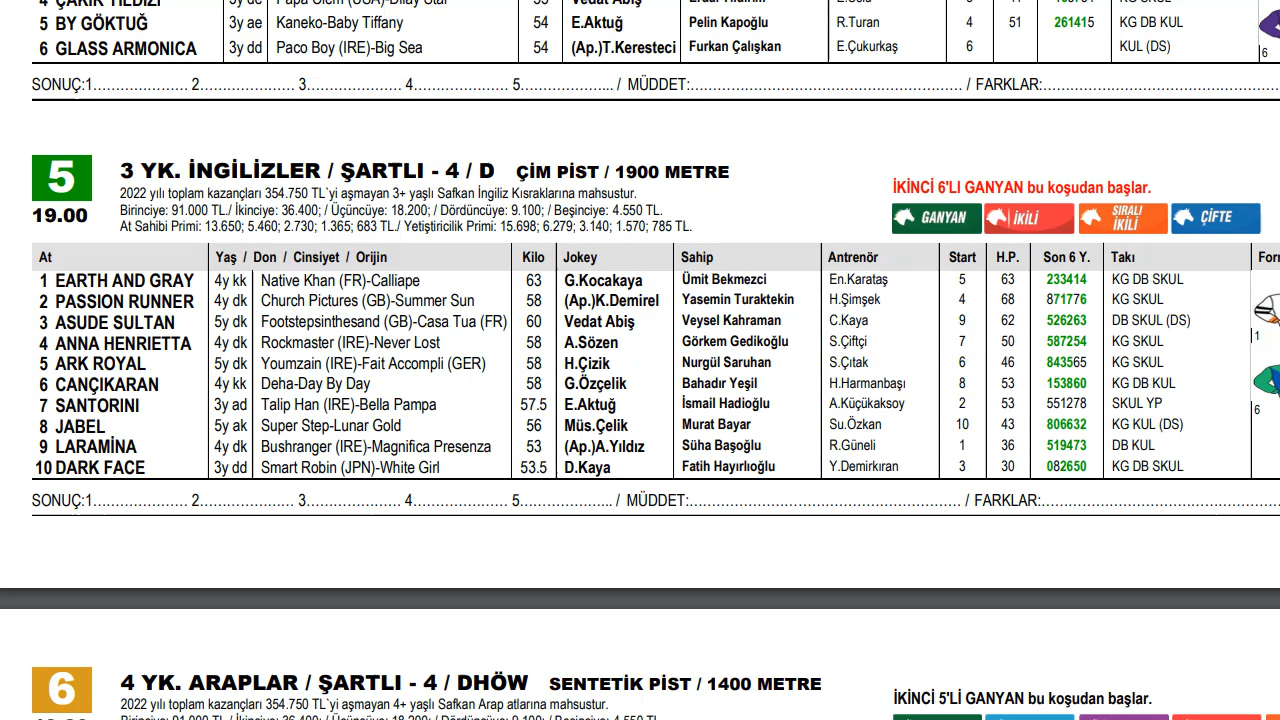 5 BY GÖKTUĞ 3y ae Kaneko-Baby Tiffany 54 E.Aktuğ Pelin Kapoğlu R.Turan 4 51 261415 KG DB KUL
6 GLASS ARMONICA 3y dd Paco Boy (IRE)-Big Sea 54 (Ap.)T.Keresteci Furkan Çalışkan E.Çukurkaş 6 KUL (DS) 6
SONUÇ:1..................... 2...................... 3...................... 4...................... 5...................... / MÜDDET:.............................................................. / FARKLAR:......................................................
5 3 YK. İNGİLİZLER / ŞARTLI - 4 / D ÇİM PİST / 1900 METRE
2022 yılı toplam kazançları 354.750 TL`yi aşmayan 3+ yaşlı Safkan İngiliz Kısraklarına mahsustur.
19.00 Birinciye: 91.000 TL./ İkinciye: 36.400; / Üçüncüye: 18.200; / Dördüncüye: 9.100; / Beşinciye: 4.550 TL.
At Sahibi Primi: 13.650; 5.460; 2.730; 1.365; 683 TL./ Yetiştiricilik Primi: 15.698; 6.279; 3.140; 1.570; 785 TL.
İKİNCİ 6'LI GANYAN bu koşudan başlar.
GANYAN İKİLİ SIRALI İKİLİ ÇİFTE
At Yaş / Don / Cinsiyet / Orijin Kilo Jokey Sahip Antrenör Start H.P. Son 6 Y. Takı For
1 EARTH AND GRAY 4y kk Native Khan (FR)-Calliape 63 G.Kocakaya Ümit Bekmezci En.Karataş 5 63 233414 KG DB SKUL
2 PASSION RUNNER 4y dk Church Pictures (GB)-Summer Sun 58 (Ap.)K.Demirel Yasemin Turaktekin H.Şimşek 4 68 871776 KG SKUL
3 ASUDE SULTAN 5y dk Footstepsinthesand (GB)-Casa Tua (FR) 60 Vedat Abiş Veysel Kahraman C.Kaya 9 62 526263 DB SKUL (DS)
4 ANNA HENRIETTA 4y dk Rockmaster (IRE)-Never Lost 58 A.Sözen Görkem Gedikoğlu S.Çiftçi 7 50 587254 KG SKUL 1
5 ARK ROYAL 5y dk Youmzain (IRE)-Fait Accompli (GER) 58 H.Çizik Nurgül Saruhan S.Çıtak 6 46 843565 KG SKUL
6 CANÇIKARAN 4y kk Deha-Day By Day 58 G.Özçelik Bahadır Yeşil H.Harmanbaşı 8 53 153860 KG DB KUL
7 SANTORINI 3y ad Talip Han (IRE)-Bella Pampa 57.5 E.Aktuğ İsmail Hadioğlu A.Küçükaksoy 2 53 551278 SKUL YP 6
8 JABEL 5y ak Super Step-Lunar Gold 56 Müs.Çelik Murat Bayar Su.Özkan 10 43 806632 KG KUL (DS)
9 LARAMİNA 4y dk Bushranger (IRE)-Magnifica Presenza 53 (Ap.)A.Yıldız Süha Başoğlu R.Güneli 1 36 519473 DB KUL
10 DARK FACE 3y dd Smart Robin (JPN)-White Girl 53.5 D.Kaya Fatih Hayırlıoğlu Y.Demirkıran 3 30 082650 KG DB SKUL
SONUÇ:1..................... 2...................... 3...................... 4...................... 5...................... / MÜDDET:.............................................................. / FARKLAR:......................................................
6 4 YK. ARAPLAR / ŞARTLI - 4 / DHÖW SENTETİK PİST / 1400 METRE
2022 yılı toplam kazançları 354.750 TL`yi aşmayan 4+ yaşlı Safkan Arap atlarına mahsustur.
İKİNCİ 5'Lİ GANYAN bu koşudan başlar.